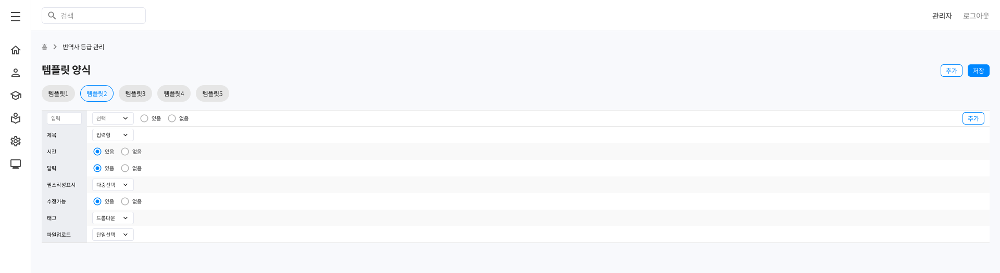 검색
관리자 로그아웃
홈 번역사 등급 관리
템플릿 양식
추가 저장
템플릿1 템플릿2 템플릿3 템플릿4 템플릿5
입력 선택 있음 없음 추가
제목 입력형
시간 있음 없음
달력 있음 없음
필스작성표시 다중선택
수정가능 있음 없음
태그 드롭다운
파일업로드 단일선택